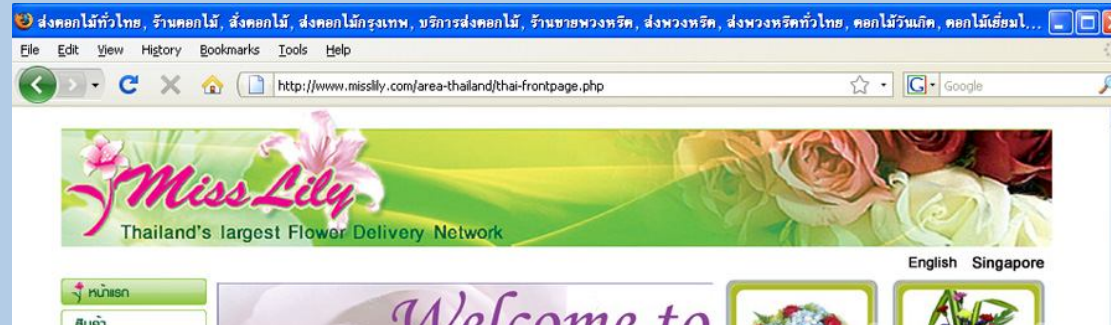 ส่งดอกไม้ทั่วไทย, ร้านดอกไม้, สั่งดอกไม้, ส่งดอกไม้กรุงเทพ, บริการส่งดอกไม้, ร้านขายพวงหรีด, ส่งพวงหรีด, ส่งพวงหรีดทั่วไทย, ดอกไม้วันเกิด, ดอกไม้เยี่ยมไ...
File Edit View History Bookmarks Tools Help
http://www.misslily.com/area-thailand/thai-frontpage.php
G Google
Miss Lily
Thailand's largest Flower Delivery Network
English Singapore
หน้าแรก
สินค้า
Welcome to